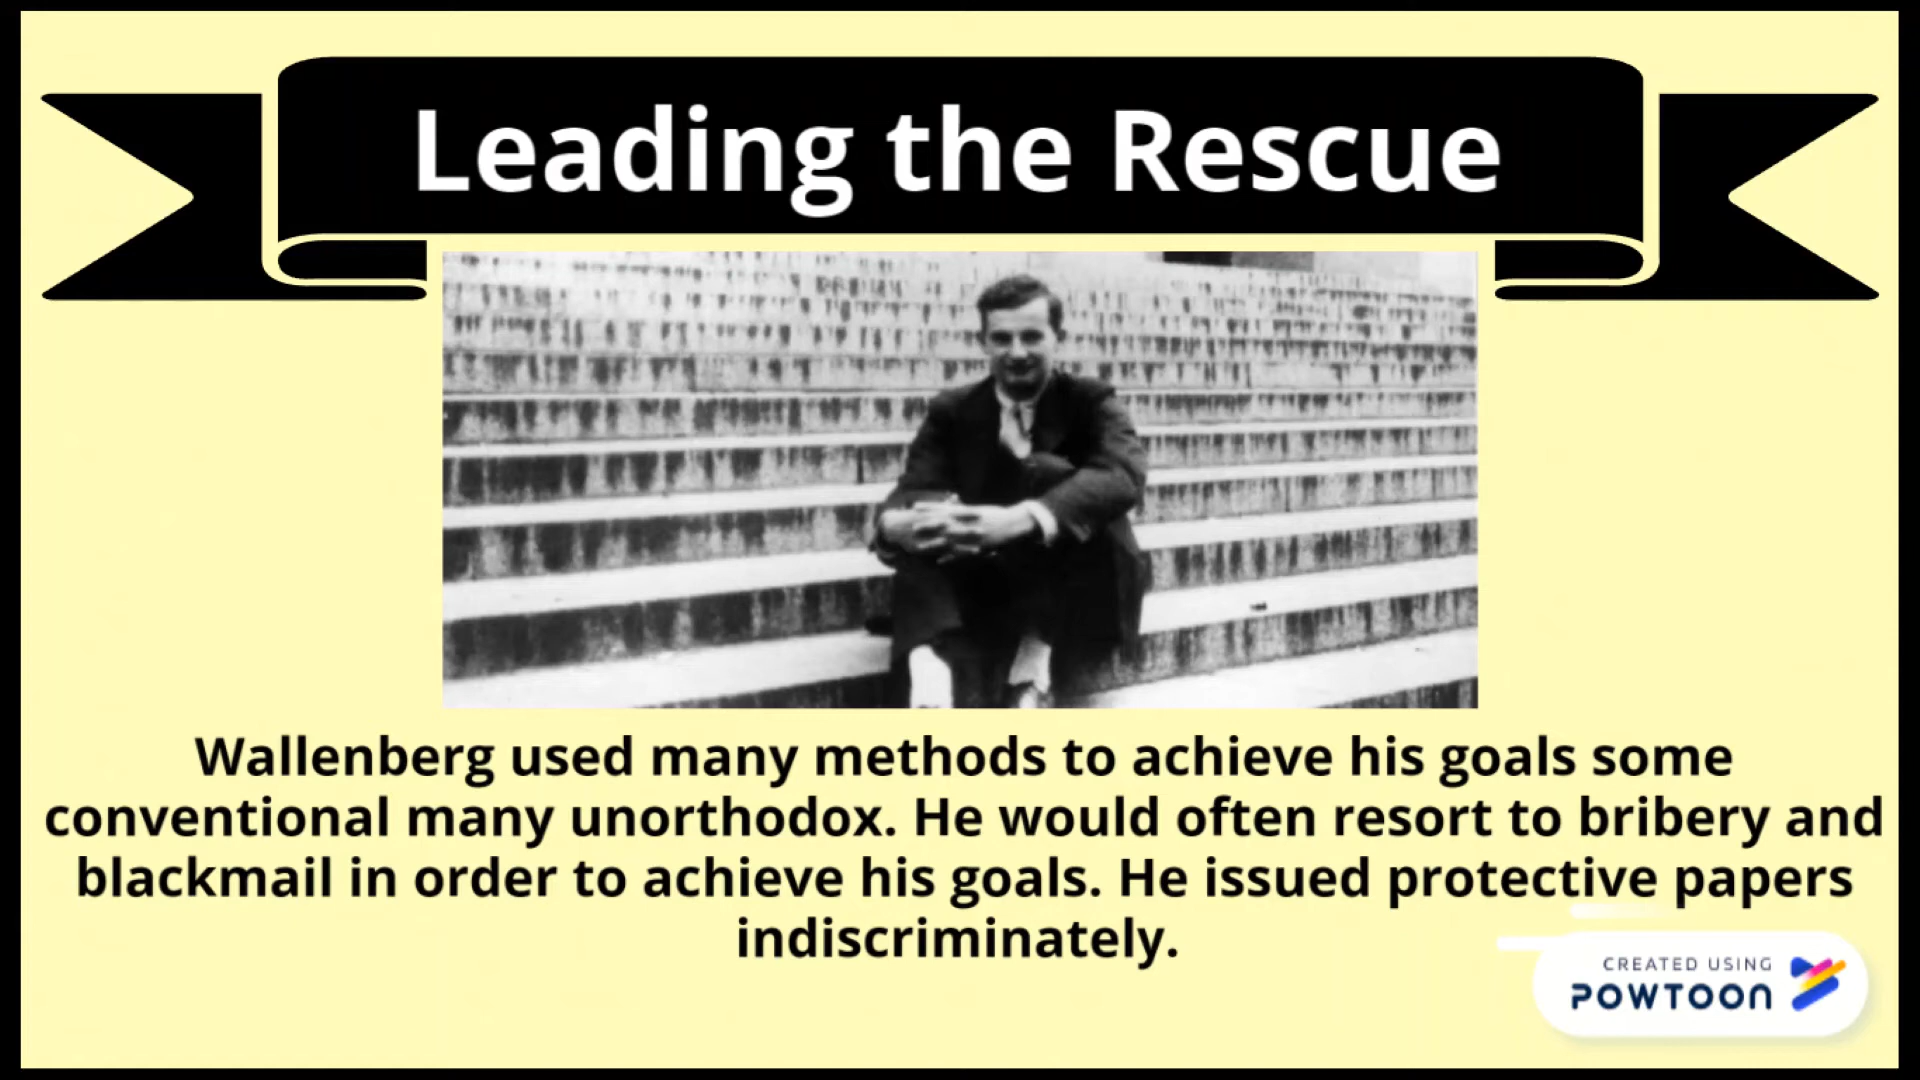 Leading the Rescue
Wallenberg used many methods to achieve his goals some
conventional many unorthodox. He would often resort to bribery and
blackmail in order to achieve his goals. He issued protective papers
indiscriminately.
CREATED USING
POWTOON